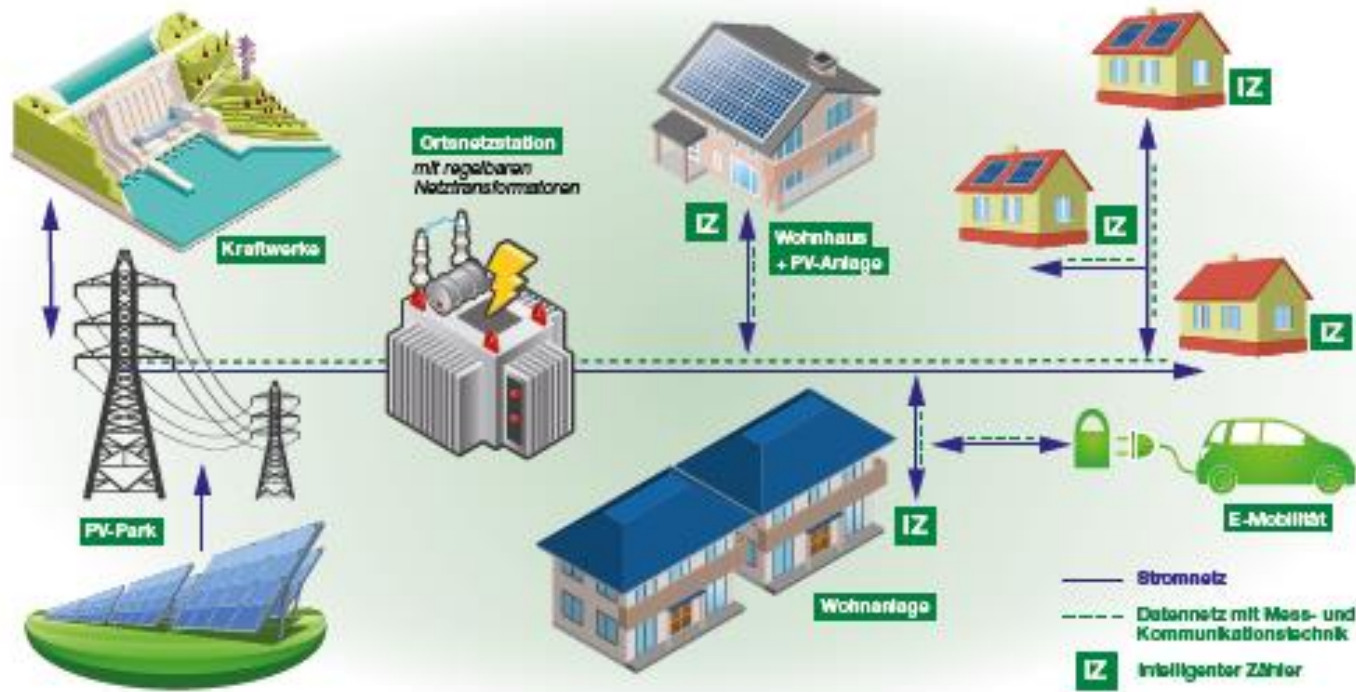 IZ
Ortsnetzstation
mit regelbaren
Netztransformatoren
IZ
IZ
Kraftwerke
Wohnhaus
+ PV-Anlage
IZ
PV-Park
IZ
E-Mobilität
Wohnanlage
Stromnetz
Datennetz mit Mess- und
Kommunikationstechnik
IZ Intelligenter Zähler